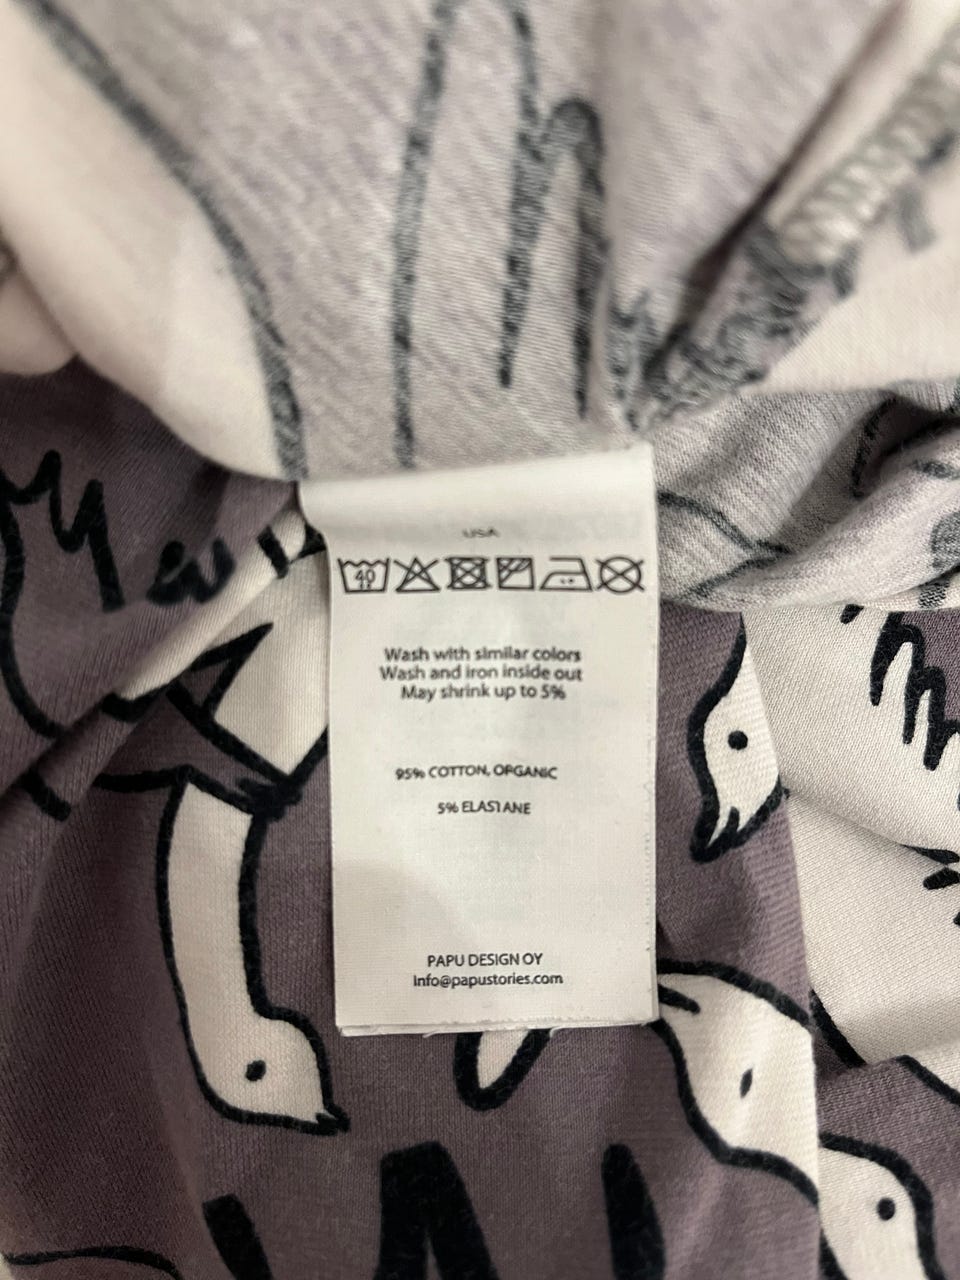 USA
40
Wash with similar colors
Wash and iron inside out
May shrink up to 5%
95% COTTON, ORGANIC
5% ELASTANE
PAPU DESIGN OY
Info@papustories.com